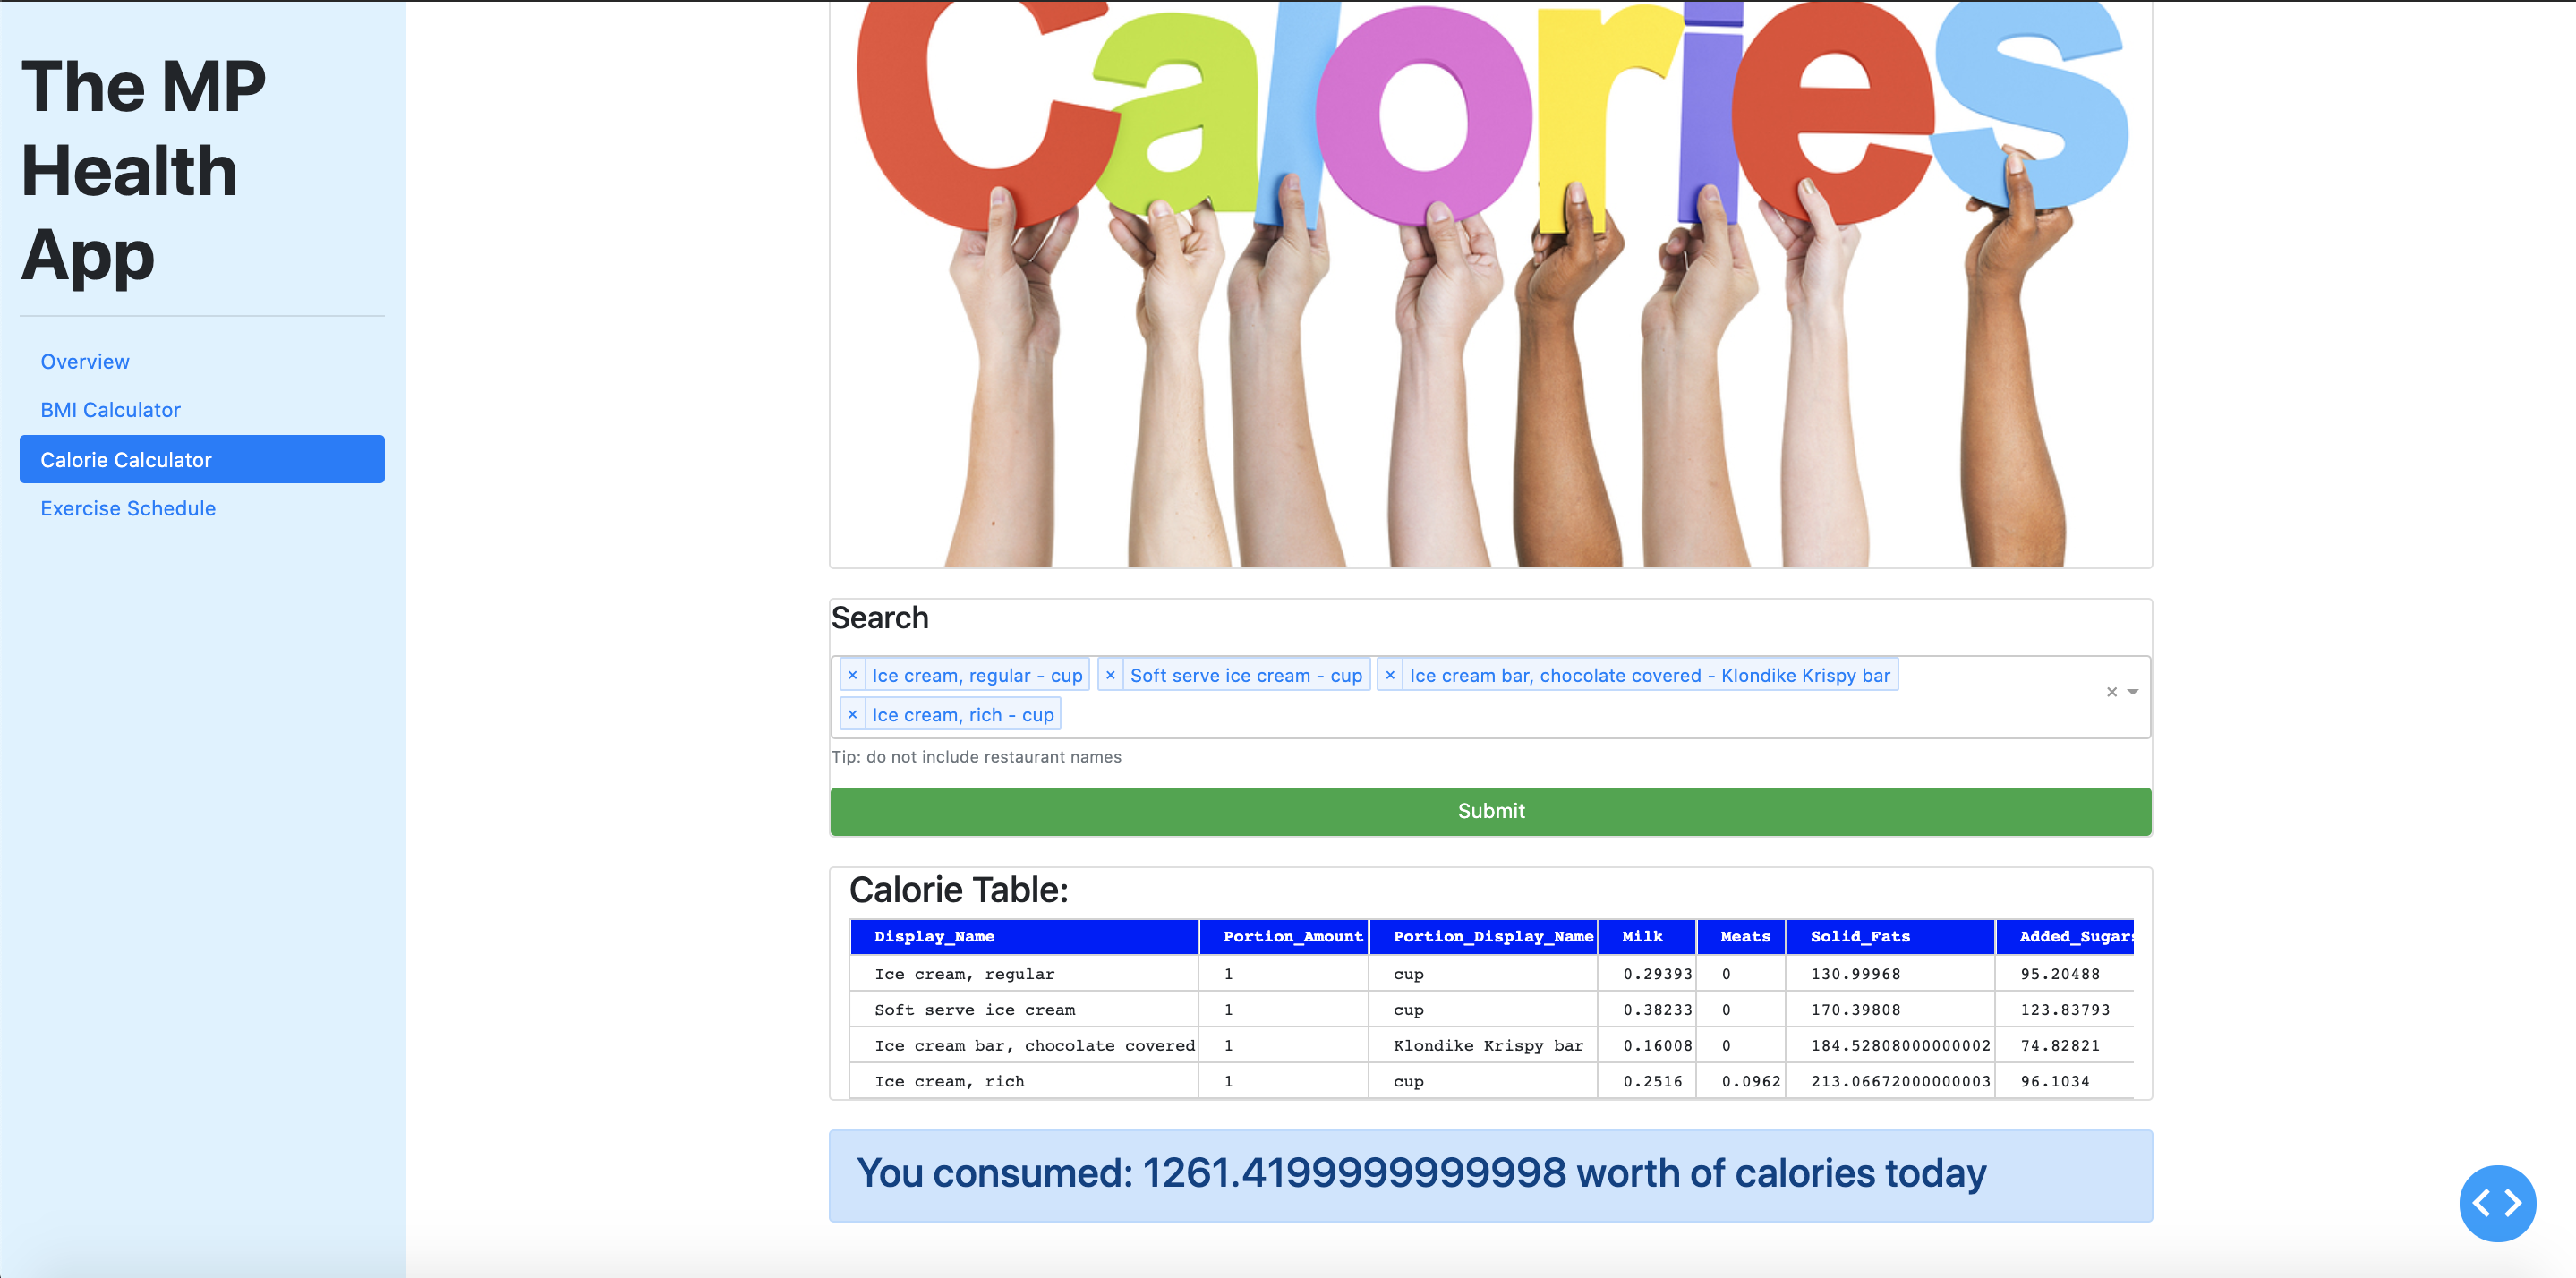 The MP
Health
App
Overview
BMI Calculator
Calorie Calculator
Exercise Schedule
Calories
Search
× Ice cream, regular - cup × Soft serve ice cream - cup × Ice cream bar, chocolate covered - Klondike Krispy bar
× Ice cream, rich - cup
Tip: do not include restaurant names
Submit
Calorie Table:
Display_Name Portion_Amount Portion_Display_Name Milk Meats Solid_Fats Added_Sugars
Ice cream, regular 1 cup 0.29393 0 130.99968 95.20488
Soft serve ice cream 1 cup 0.38233 0 170.39808 123.83793
Ice cream bar, chocolate covered 1 Klondike Krispy bar 0.16008 0 184.52808000000002 74.82821
Ice cream, rich 1 cup 0.2516 0.0962 213.06672000000003 96.1034
You consumed: 1261.4199999999998 worth of calories today